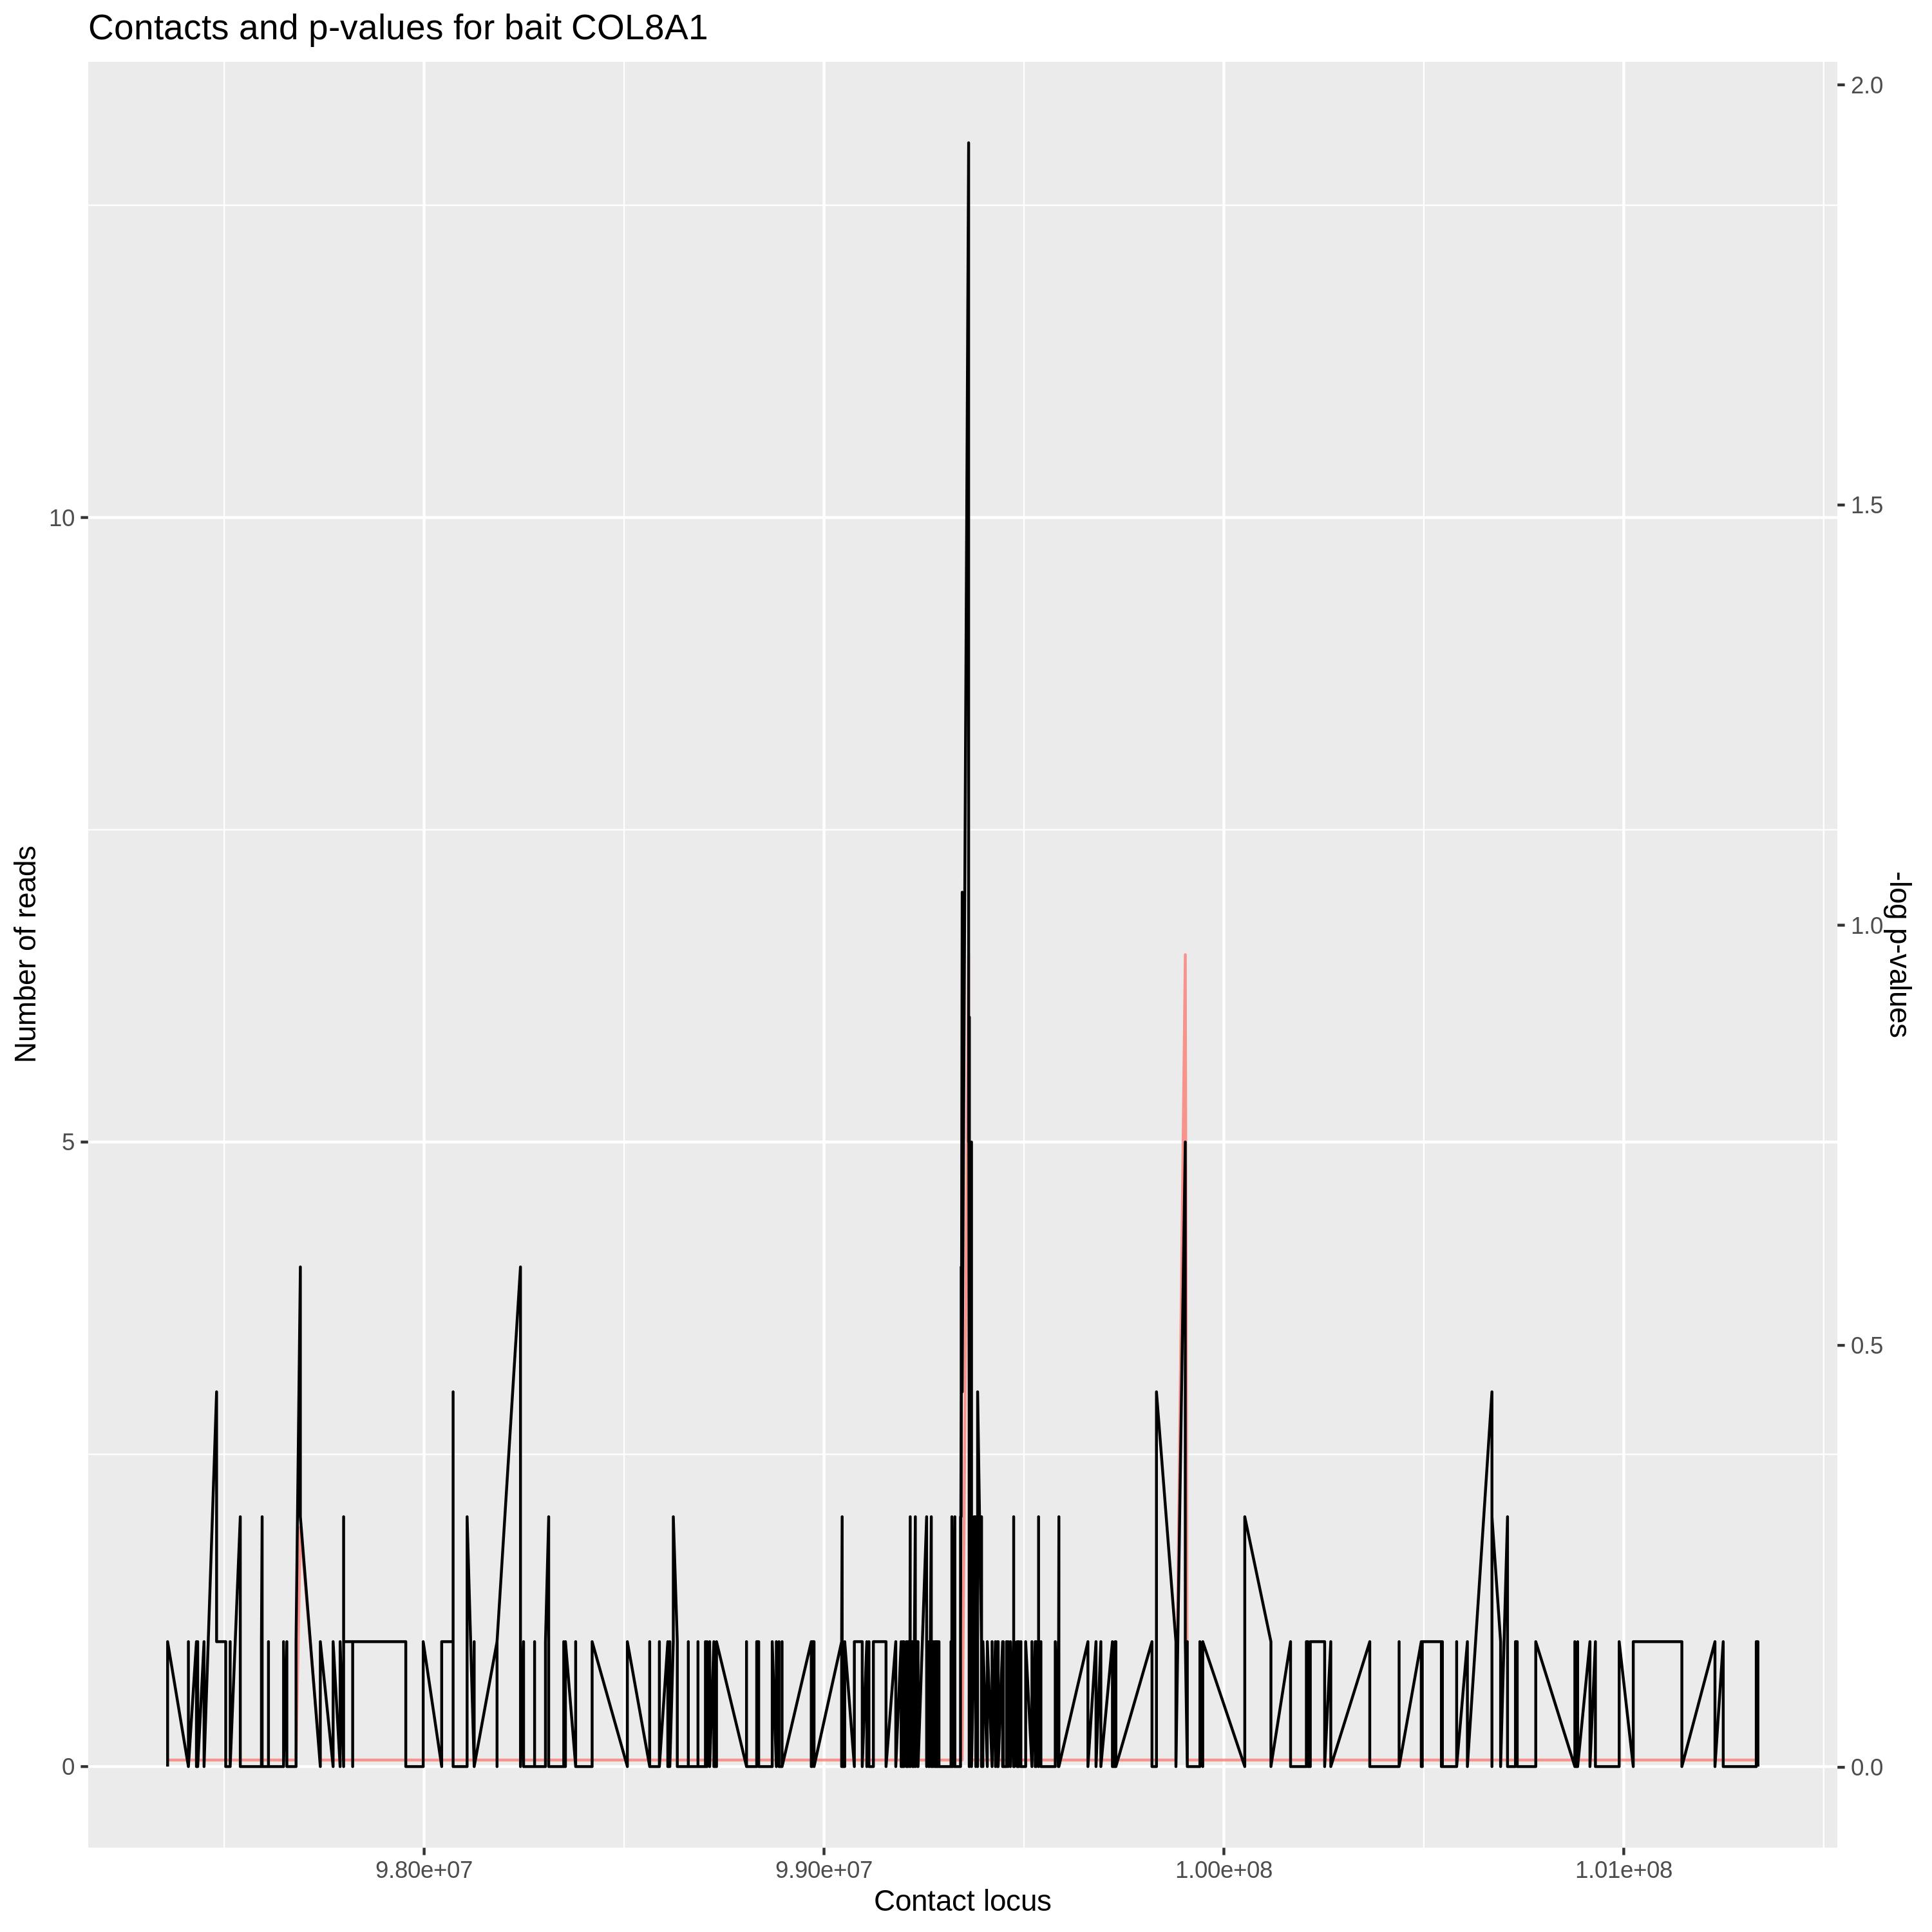 Contacts and p-values for bait COL8A1
2.0
10
1.5
Number of reads
1.0
-log p-values
5
0.5
0
0.0
9.80e+07
9.90e+07
1.00e+08
1.01e+08
Contact locus